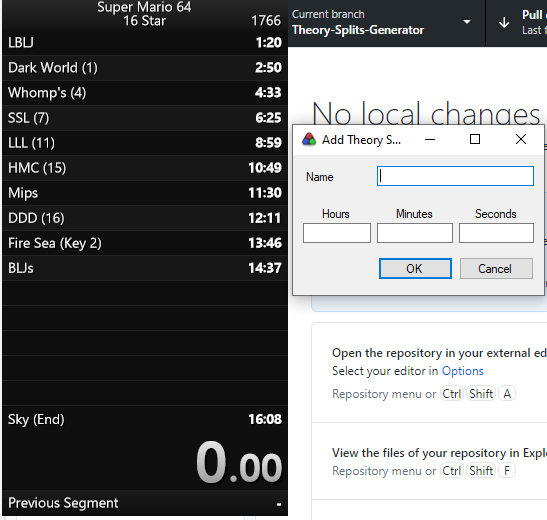 Super Mario 64
16 Star 1766
LBLJ 1:20
Dark World (1) 2:50
Whomp's (4) 4:33
SSL (7) 6:25
LLL (11) 8:59
HMC (15) 10:49
Mips 11:30
DDD (16) 12:11
Fire Sea (Key 2) 13:46
BLJs 14:37
Sky (End) 16:08
0.00
Previous Segment -
Current branch
Theory-Splits-Generator
Pull
Last f
No local changes
Add Theory S...
Name
Hours Minutes Seconds
OK Cancel
Open the repository in your external ed
Select your editor in Options
Repository menu or Ctrl Shift A
View the files of your repository in Explo
Repository menu or Ctrl Shift F